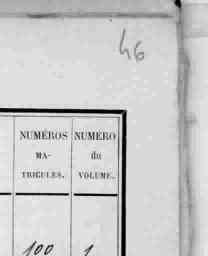 46
NUMÉROS NUMÉRO
MA- du
TRICULES. VOLUME.
100 1